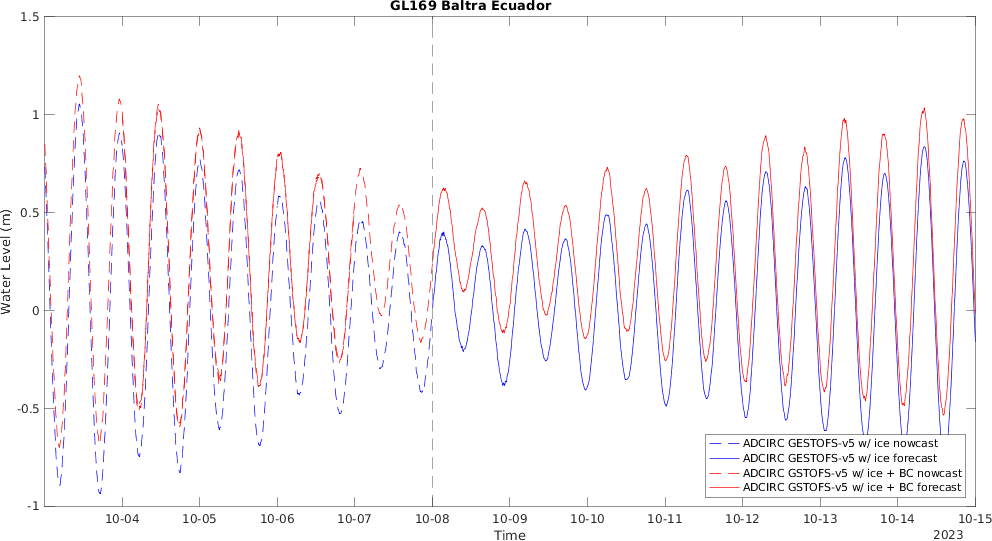 GL169 Baltra Ecuador
1.5
1
0.5
0
-0.5
-1
Water Level (m)
10-04 10-05 10-06 10-07 10-08 10-09 10-10 10-11 10-12 10-13 10-14 10-15
Time
2023
ADCIRC GESTOFS-v5 w/ ice nowcast
ADCIRC GESTOFS-v5 w/ ice forecast
ADCIRC GSTOFS-v5 w/ ice + BC nowcast
ADCIRC GSTOFS-v5 w/ ice + BC forecast